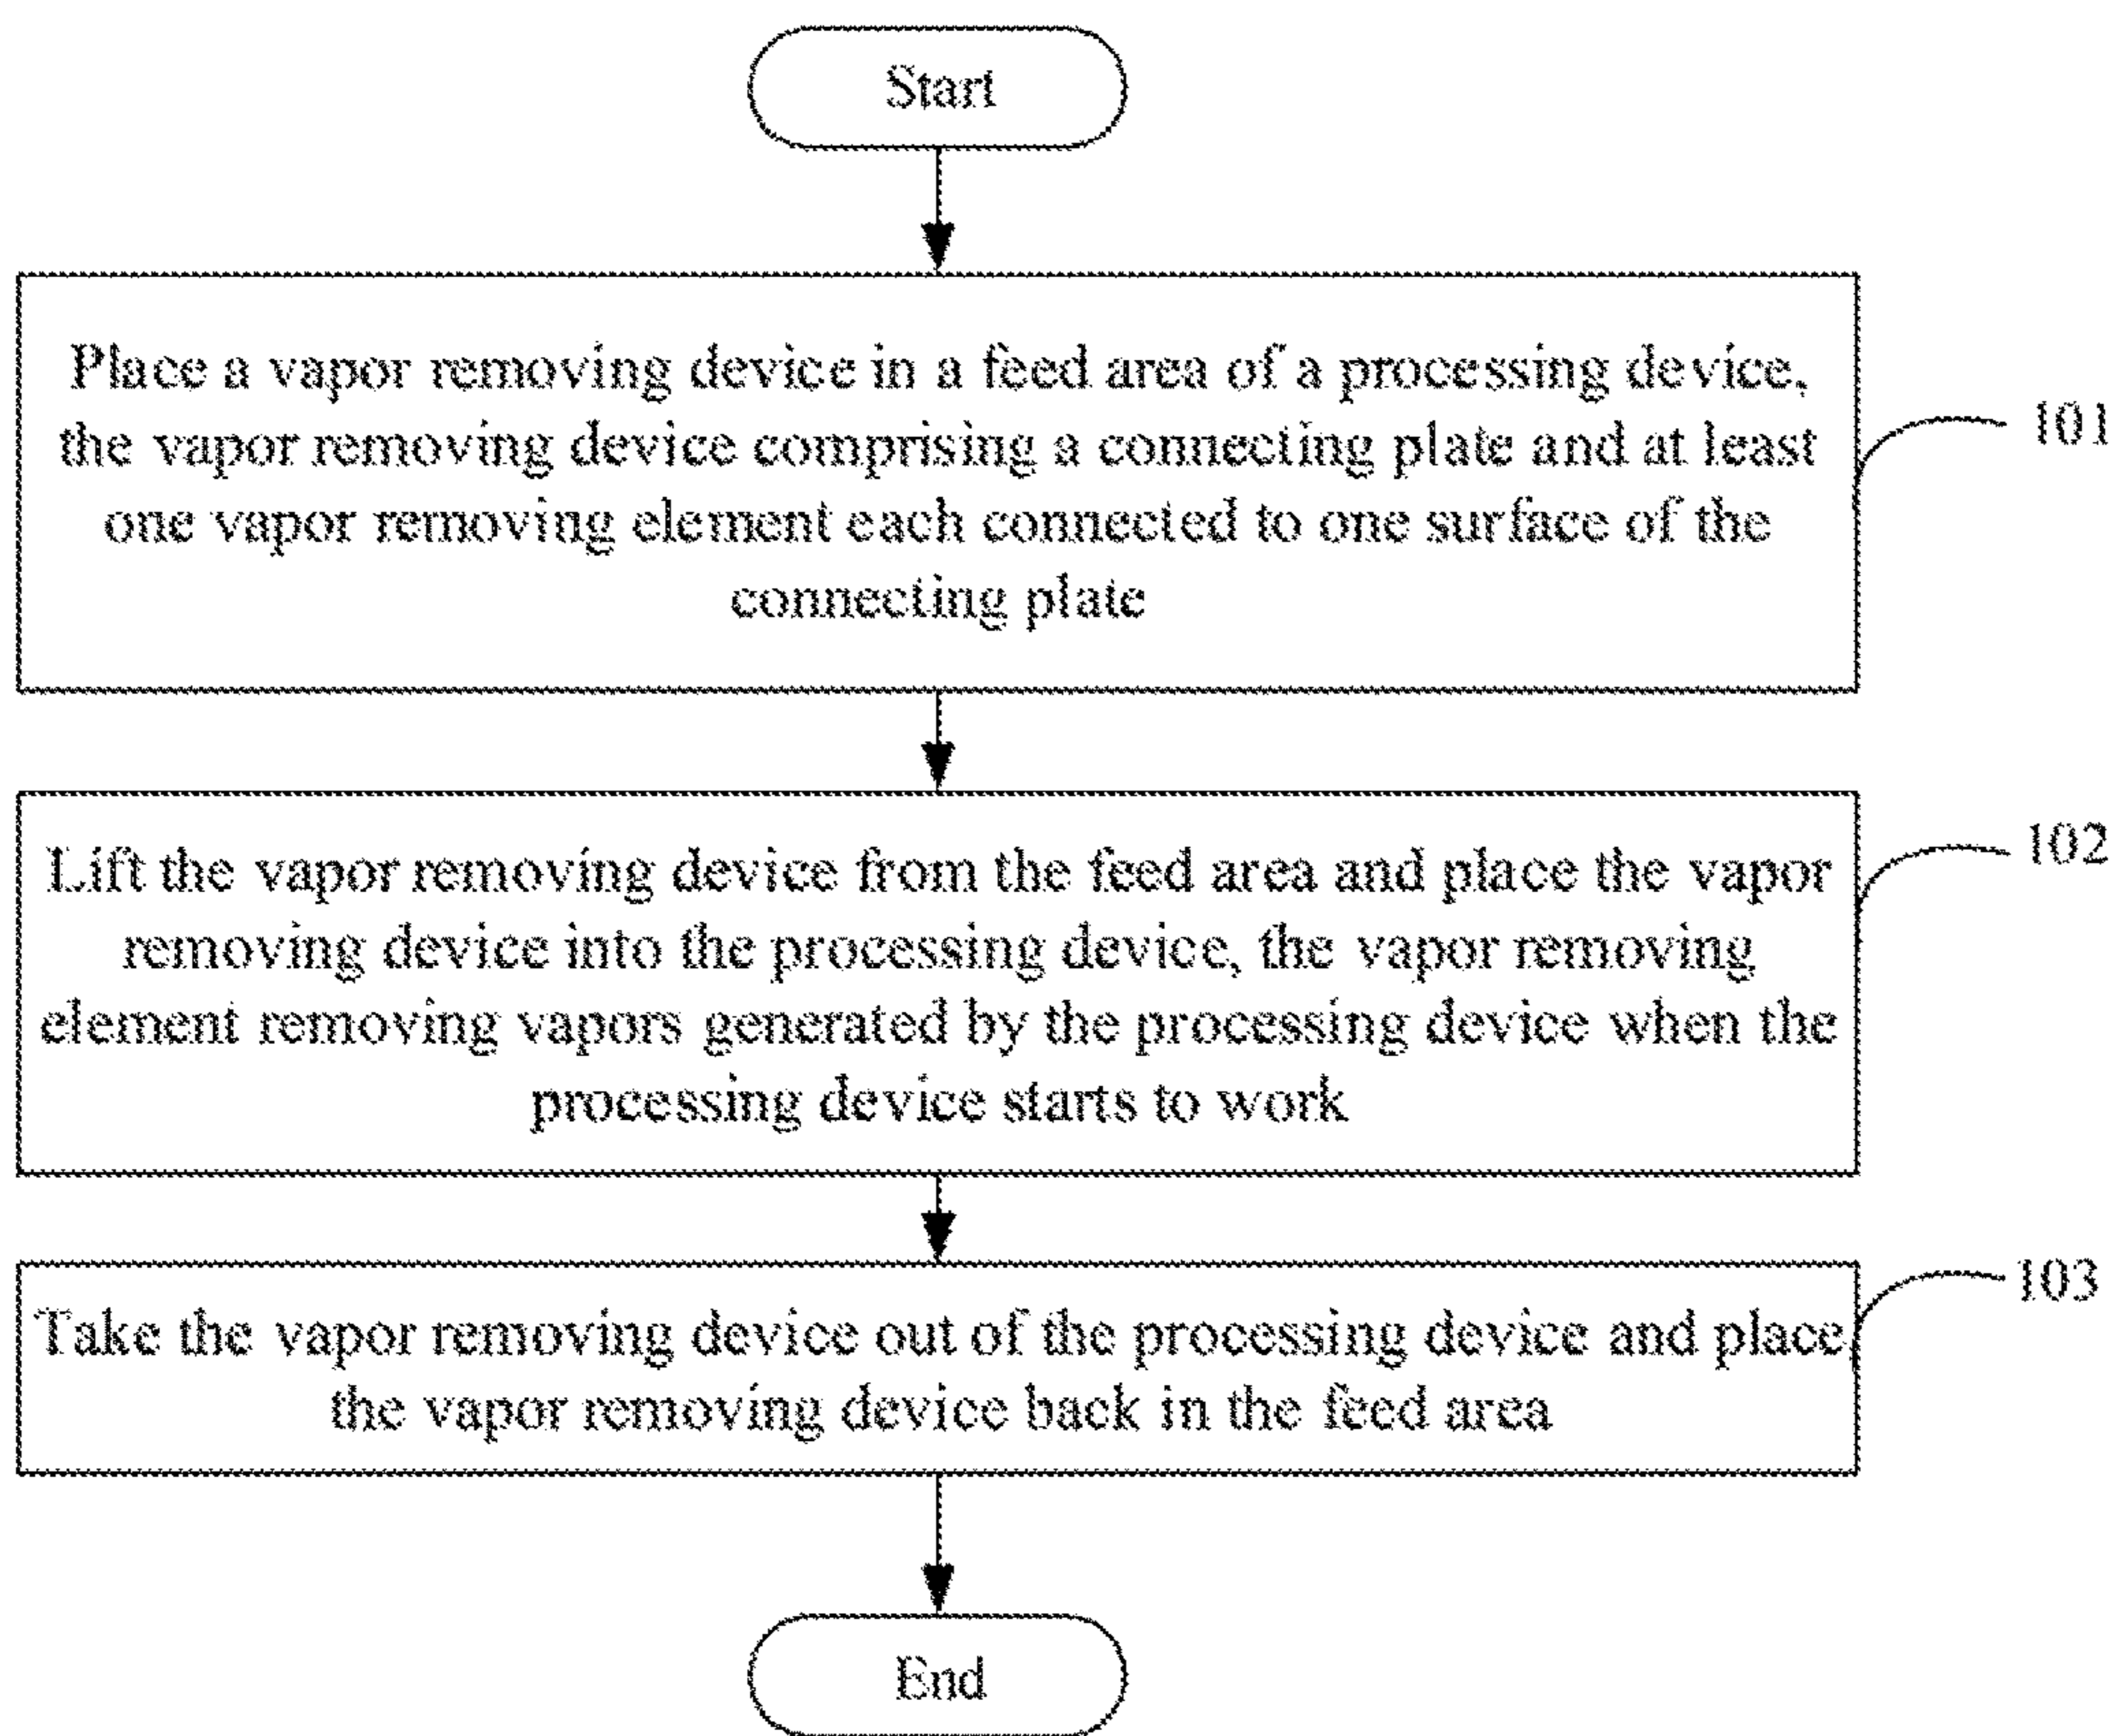 Start
Place a vapor removing device in a feed area of a processing device,
the vapor removing device comprising a connecting plate and at least
one vapor removing element each connected to one surface of the
connecting plate
101
Lift the vapor removing device from the feed area and place the vapor
removing device into the processing device, the vapor removing
element removing vapors generated by the processing device when the
processing device starts to work
102
Take the vapor removing device out of the processing device and place
the vapor removing device back in the feed area
103
End